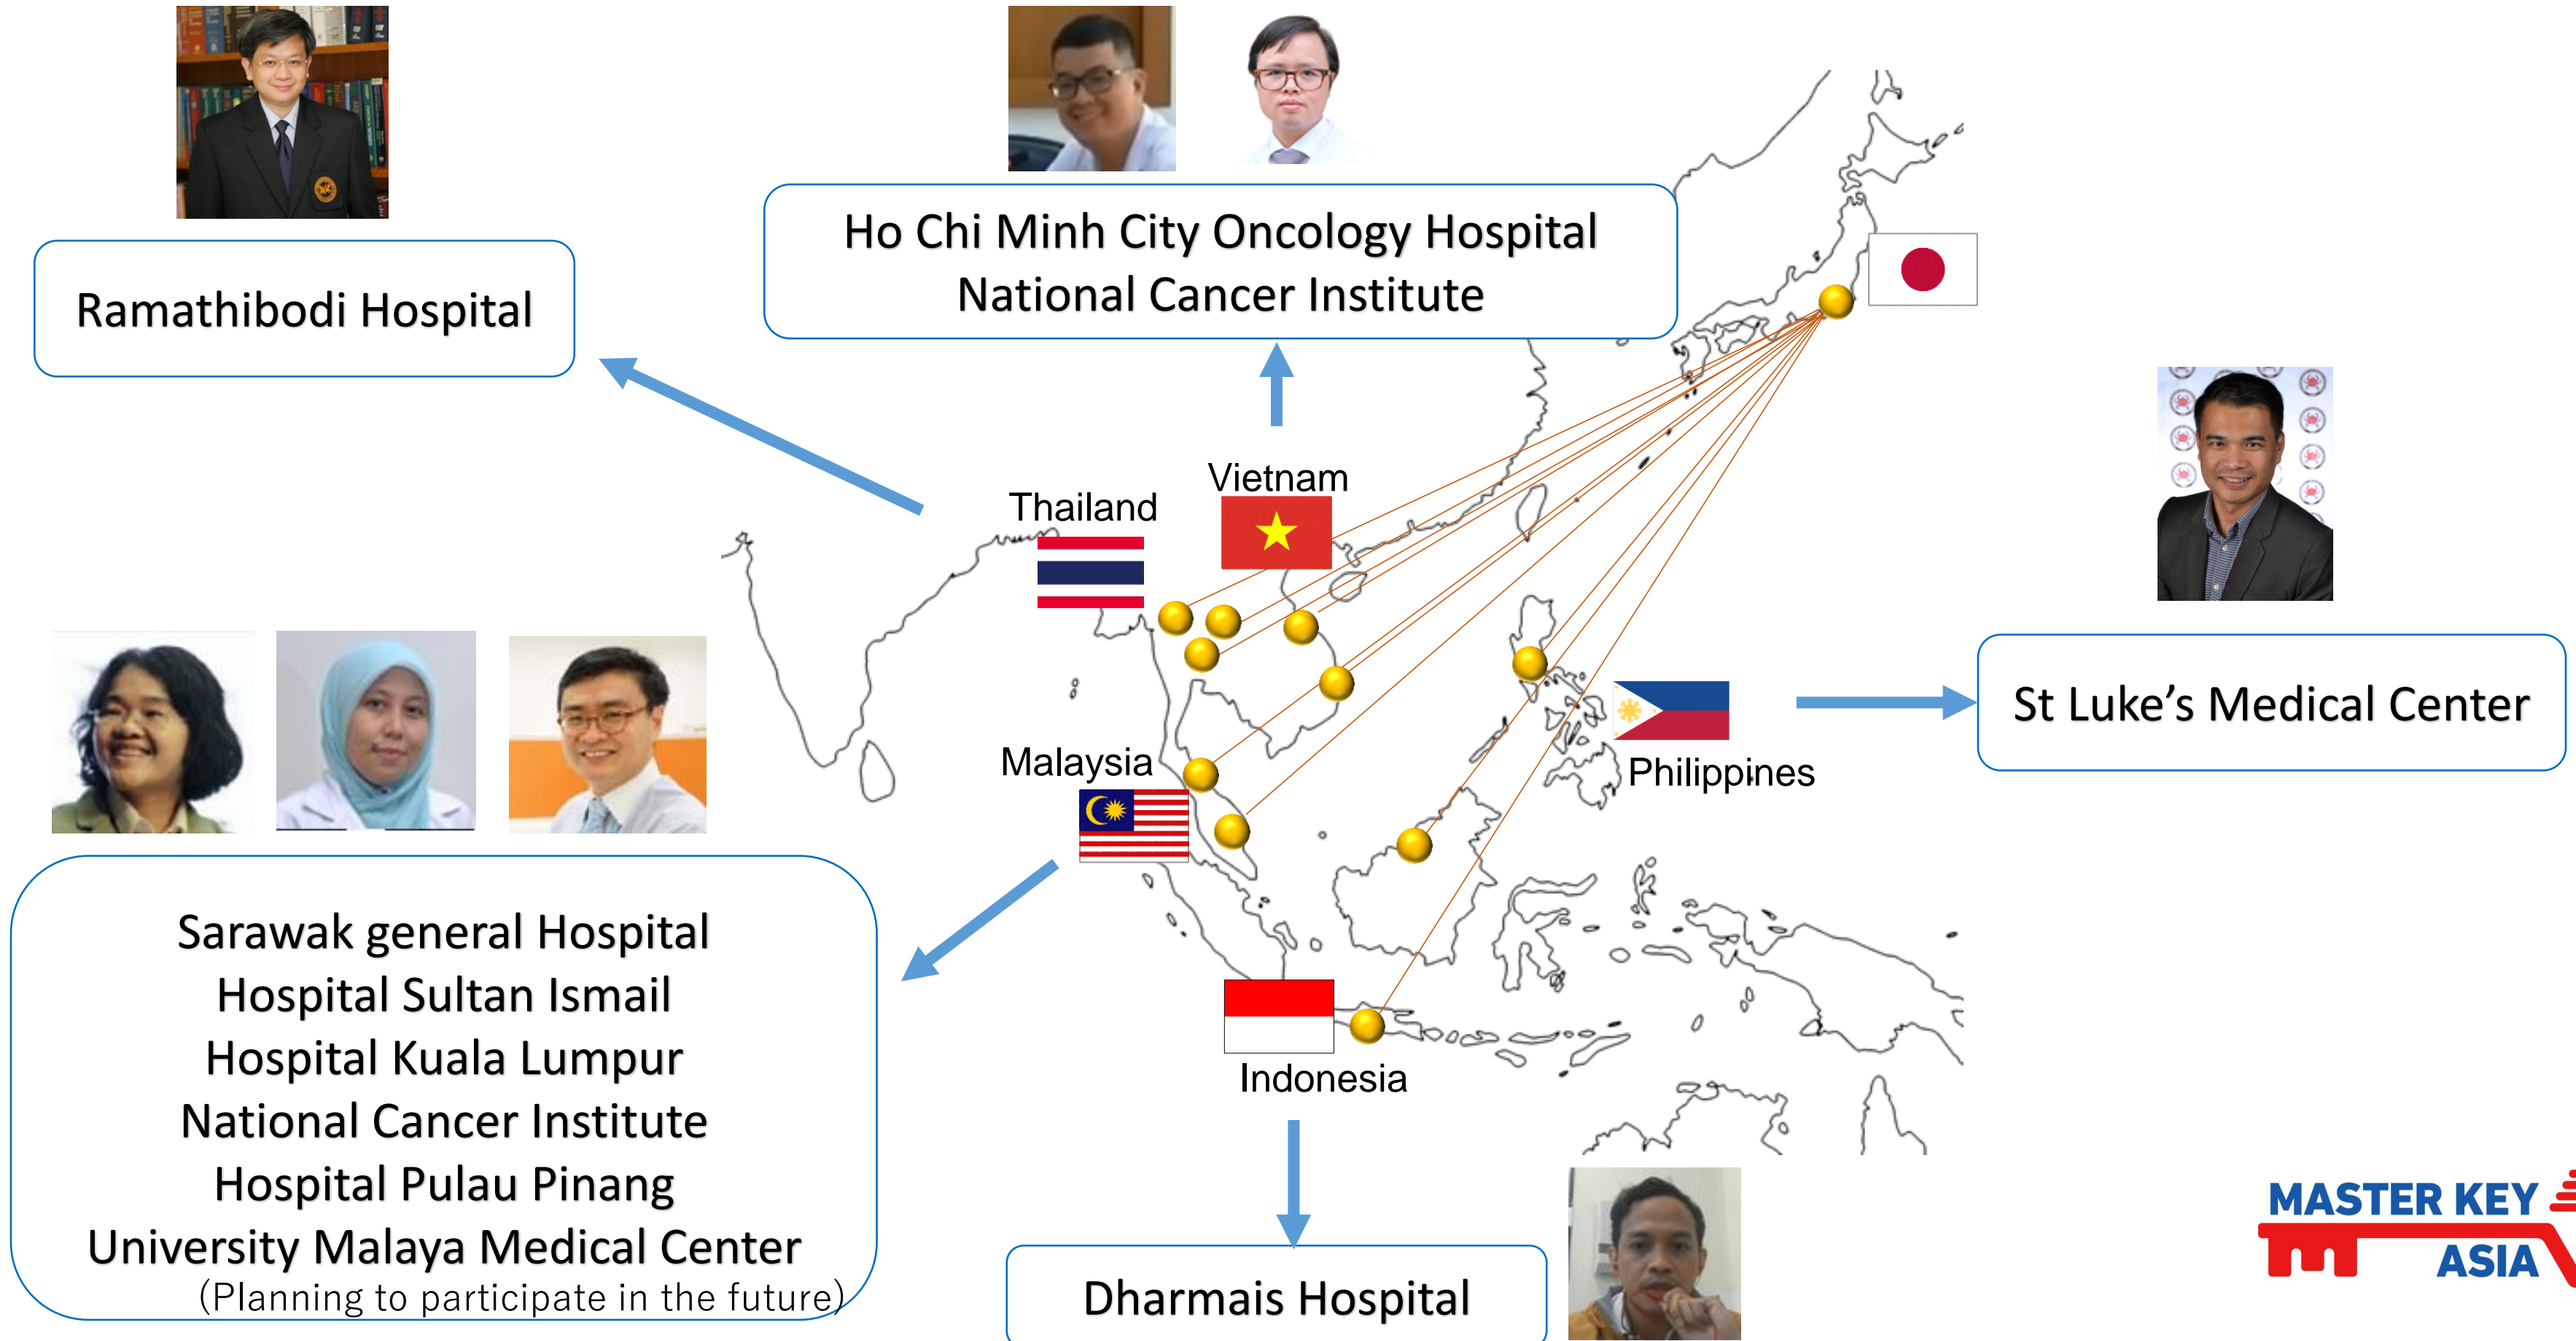 Ramathibodi Hospital
Ho Chi Minh City Oncology Hospital
National Cancer Institute
Thailand
Vietnam
Malaysia
Philippines
St Luke’s Medical Center
Sarawak general Hospital
Hospital Sultan Ismail
Hospital Kuala Lumpur
National Cancer Institute
Hospital Pulau Pinang
University Malaya Medical Center
(Planning to participate in the future)
Indonesia
Dharmais Hospital
MASTER KEY
ASIA